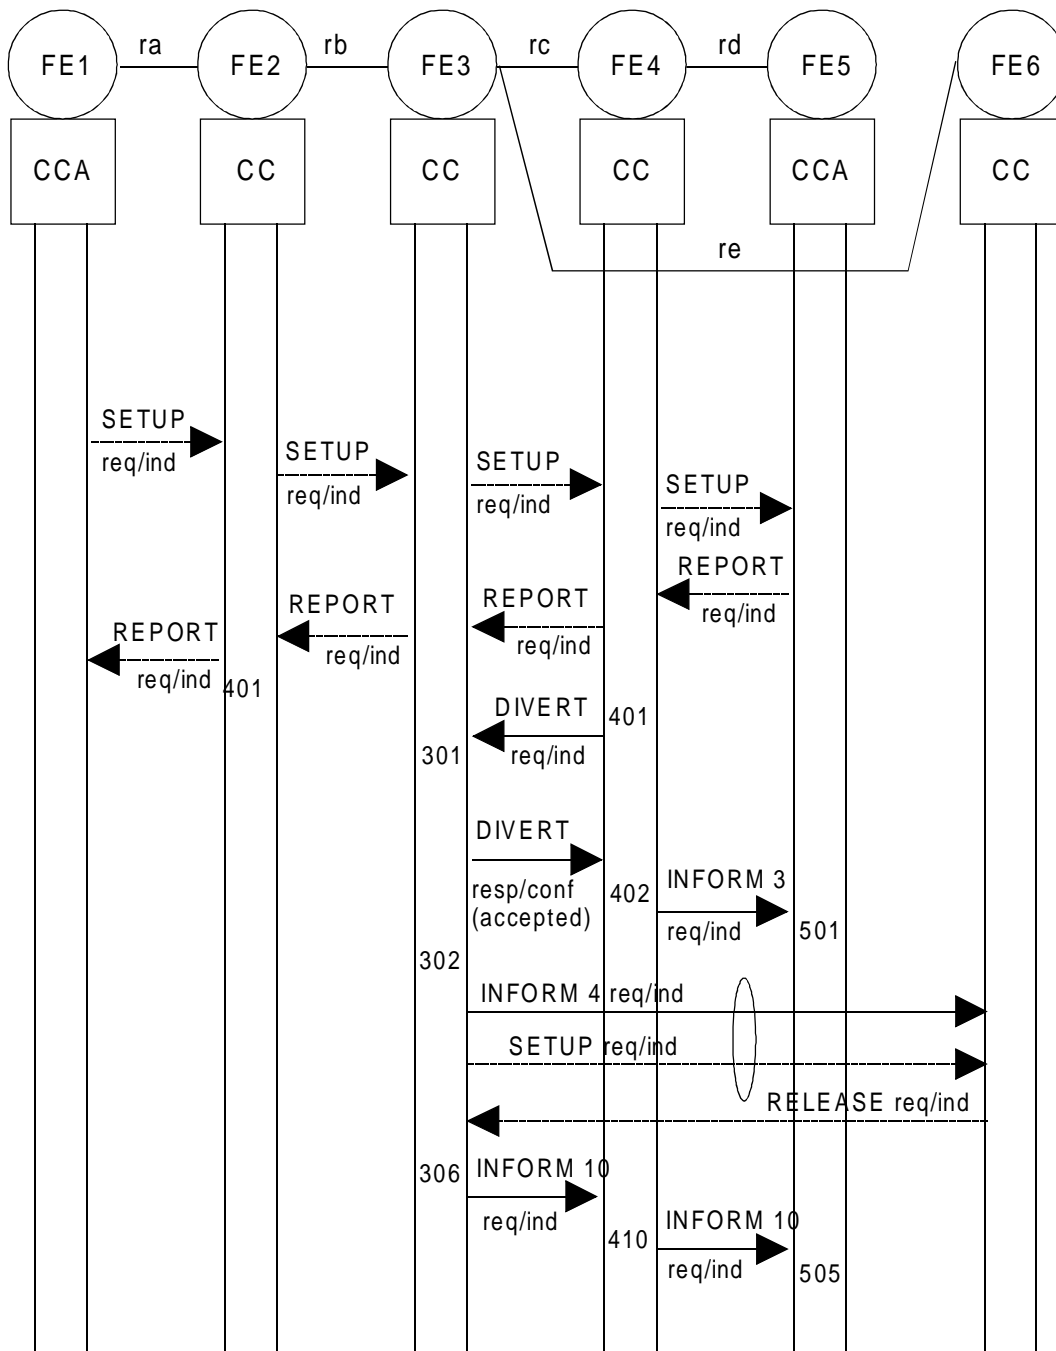 ra rb rc rd
FE1 FE2 FE3 FE4 FE5 FE6
CCA CC CC CC CCA CC
re
SETUP
req/ind
SETUP
req/ind
SETUP
req/ind
SETUP
req/ind
REPORT
req/ind
REPORT
req/ind
REPORT
req/ind
REPORT
req/ind
401
DIVERT
401
req/ind
301
DIVERT
resp/conf
(accepted)
402
INFORM 3
req/ind
501
302
INFORM 4 req/ind
SETUP req/ind
RELEASE req/ind
306
INFORM 10
req/ind
410
INFORM 10
req/ind
505